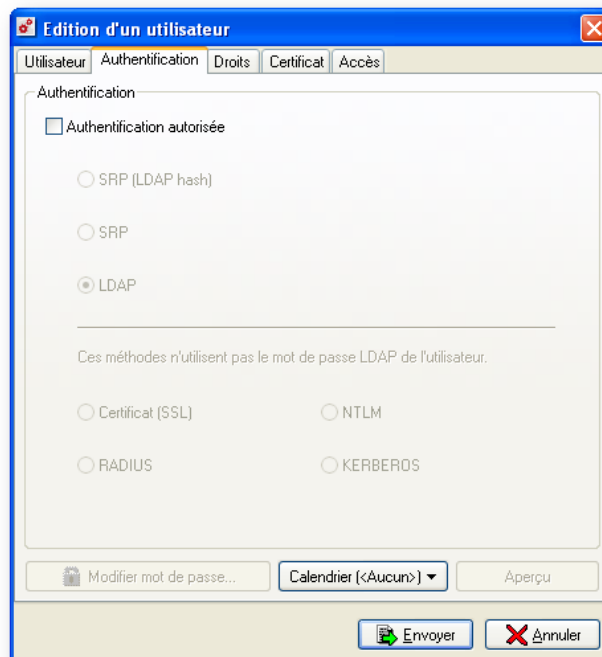 Edition d'un utilisateur
Utilisateur Authentification Droits Certificat Accès
Authentification
Authentification autorisée
SRP (LDAP hash)
SRP
LDAP
Ces méthodes n'utilisent pas le mot de passe LDAP de l'utilisateur.
Certificat (SSL) NTLM
RADIUS KERBEROS
Modifier mot de passe... Calendrier (<Aucun>) Aperçu
Envoyer Annuler